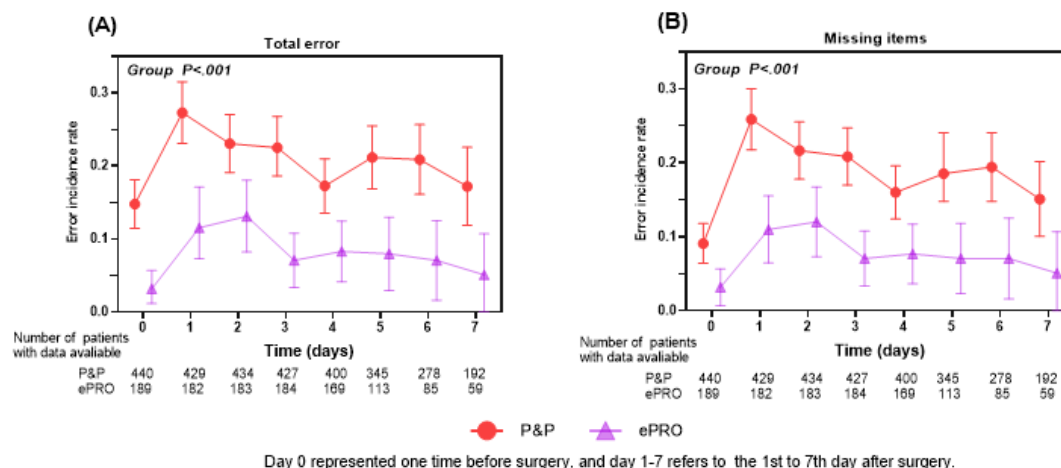 (A)
Total error
Group P<.001
Error incidence rate
0.3
0.2
0.1
0.0
0 1 2 3 4 5 6 7
Number of patients
with data avaliable
Time (days)
P&P 440 429 434 427 400 345 278 192
ePRO 189 182 183 184 169 113 85 59
(B)
Missing items
Group P<.001
Error incidence rate
0.3
0.2
0.1
0.0
0 1 2 3 4 5 6 7
Number of patients
with data avaliable
Time (days)
P&P 440 429 434 427 400 345 278 192
ePRO 189 182 183 184 169 113 85 59
P&P ePRO
Day 0 represented one time before surgery, and day 1-7 refers to the 1st to 7th day after surgery.